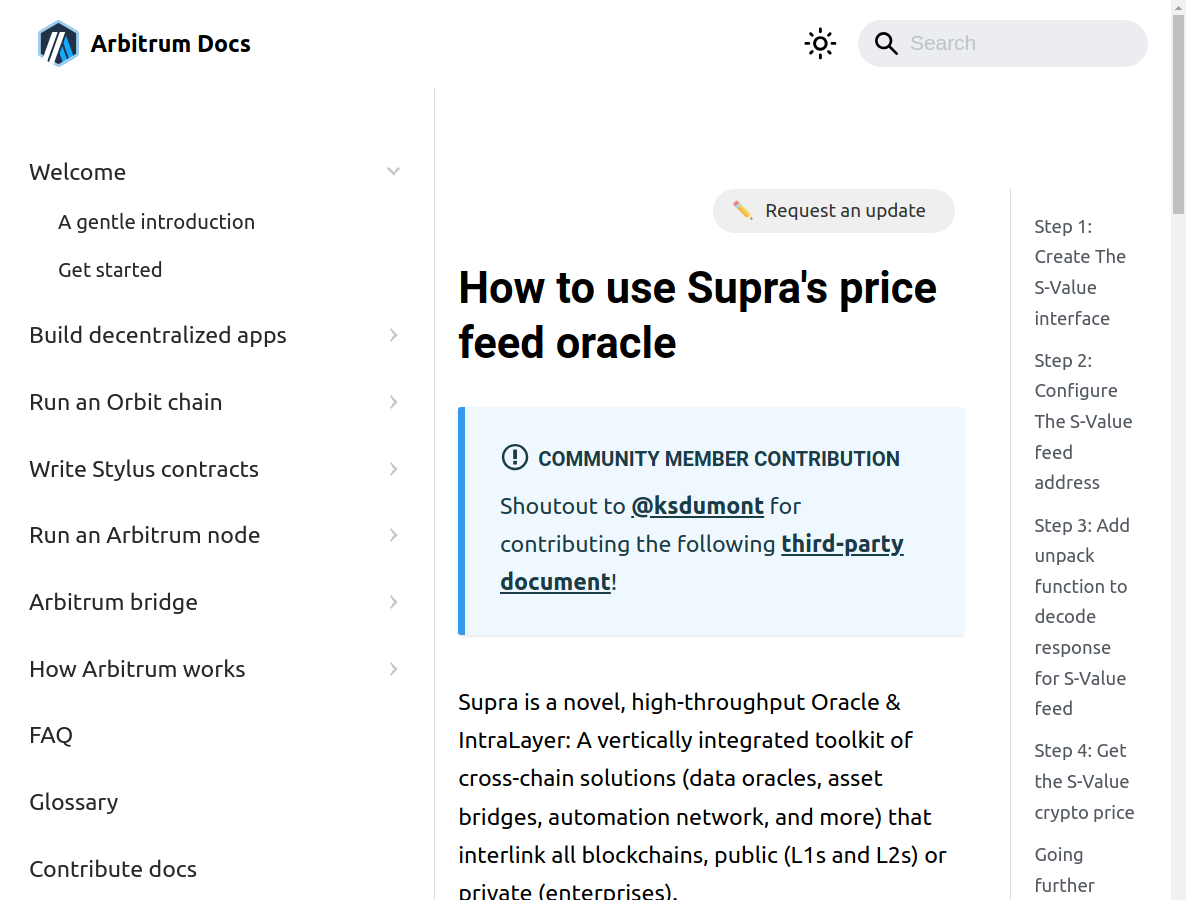 Arbitrum Docs
Search
Welcome
A gentle introduction
Get started
Build decentralized apps
Run an Orbit chain
Write Stylus contracts
Run an Arbitrum node
Arbitrum bridge
How Arbitrum works
FAQ
Glossary
Contribute docs
Request an update
How to use Supra's price
feed oracle
COMMUNITY MEMBER CONTRIBUTION
Shoutout to @ksdumont for
contributing the following third-party
document!
Supra is a novel, high-throughput Oracle &
IntraLayer: A vertically integrated toolkit of
cross-chain solutions (data oracles, asset
bridges, automation network, and more) that
interlink all blockchains, public (L1s and L2s) or
private (enterprises).
Step 1:
Create The
S-Value
interface
Step 2:
Configure
The S-Value
feed
address
Step 3: Add
unpack
function to
decode
response
for S-Value
feed
Step 4: Get
the S-Value
crypto price
Going
further